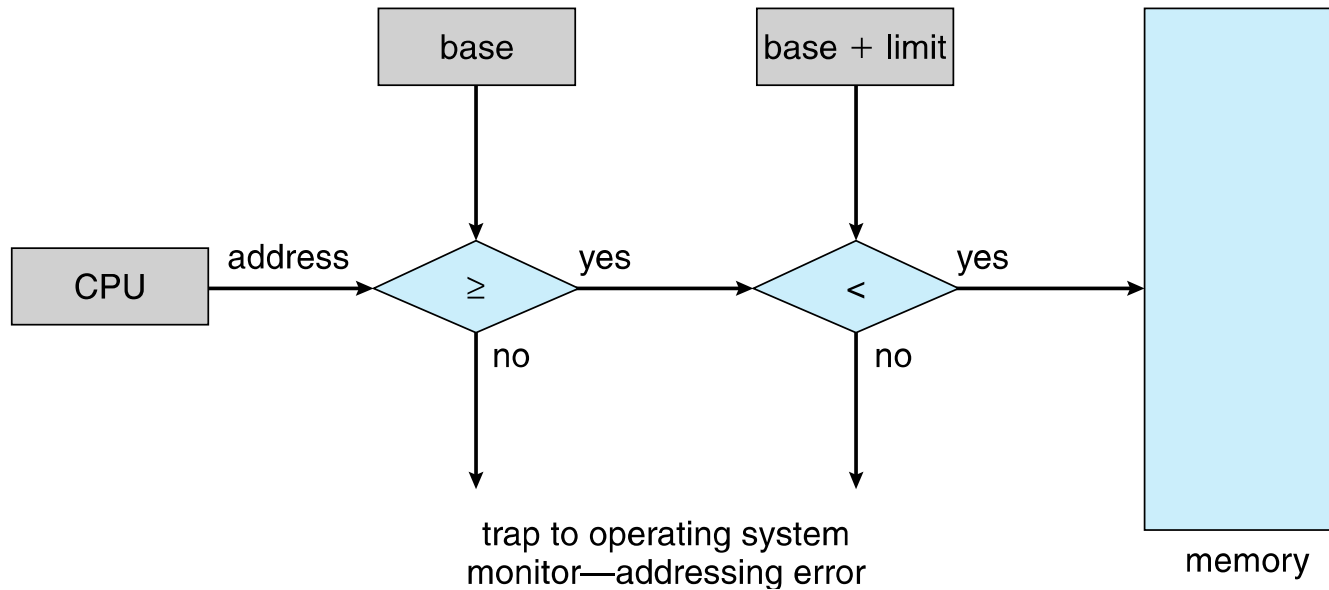 base
base + limit
CPU
address
≥
yes
<
yes
no
no
trap to operating system
monitor—addressing error
memory